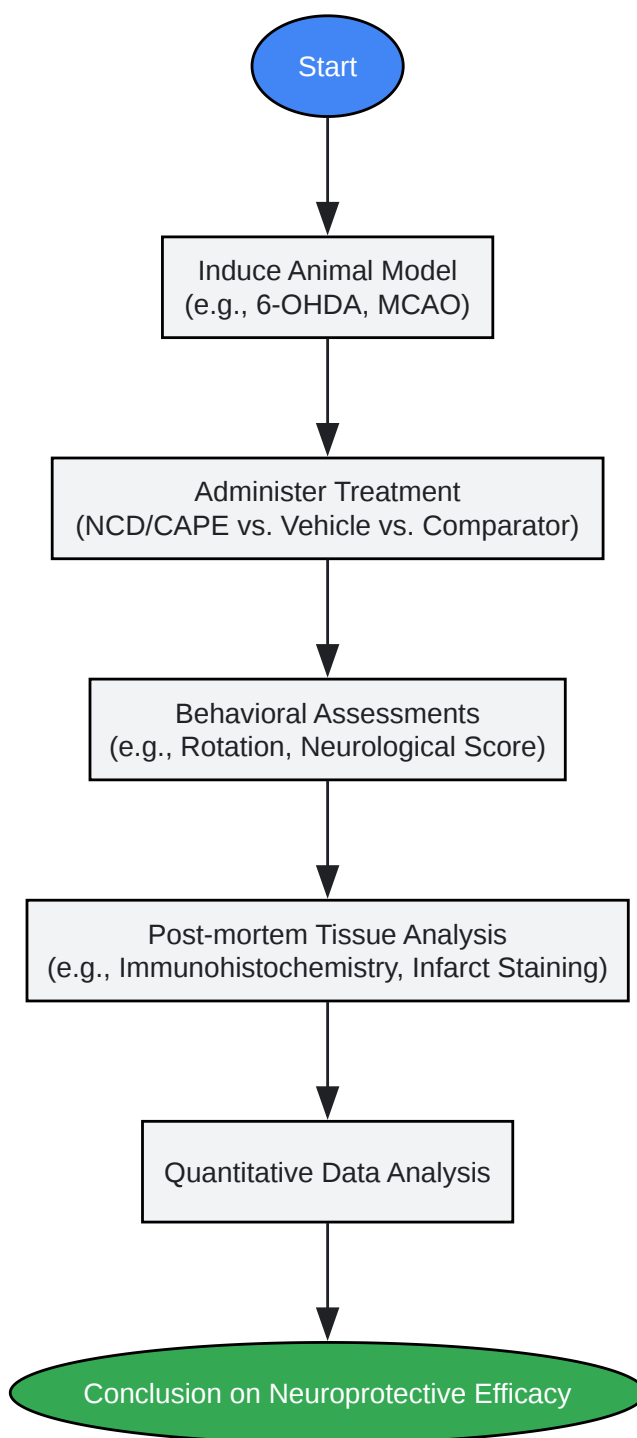 Start
Induce Animal Model
(e.g., 6-OHDA, MCAO)
Administer Treatment
(NCD/CAPE vs. Vehicle vs. Comparator)
Behavioral Assessments
(e.g., Rotation, Neurological Score)
Post-mortem Tissue Analysis
(e.g., Immunohistochemistry, Infarct Staining)
Quantitative Data Analysis
Conclusion on Neuroprotective Efficacy